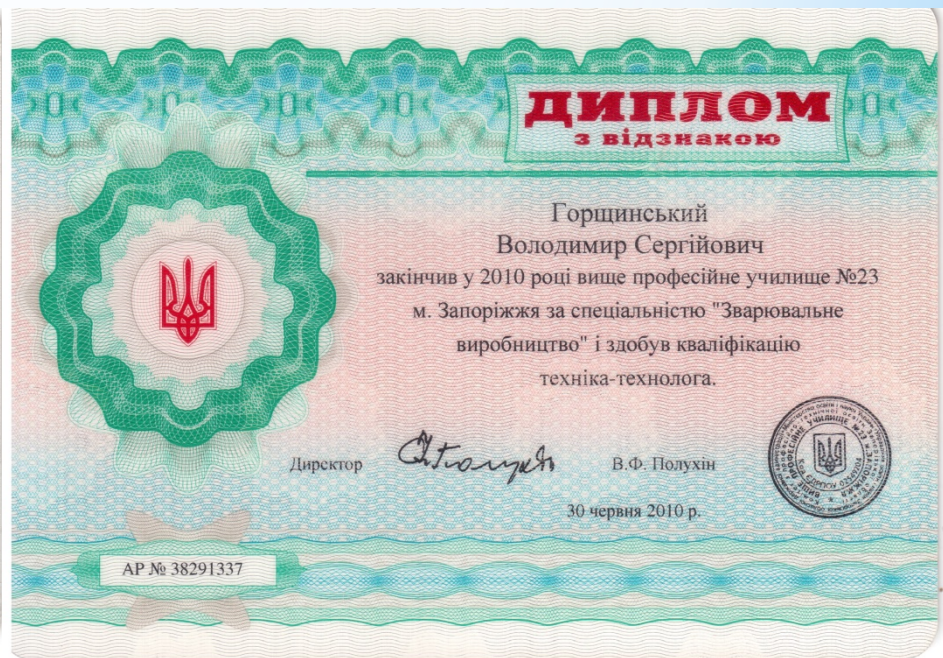 ДИПЛОМ
з відзнакою
Горщинський
Володимир Сергійович
закінчив у 2010 році вище професійне училище №23
м. Запоріжжя за спеціальністю "Зварювальне
виробництво" і здобув кваліфікацію
техніка-технолога.
Директор В.Ф. Полухін
30 червня 2010 р.
АР № 38291337